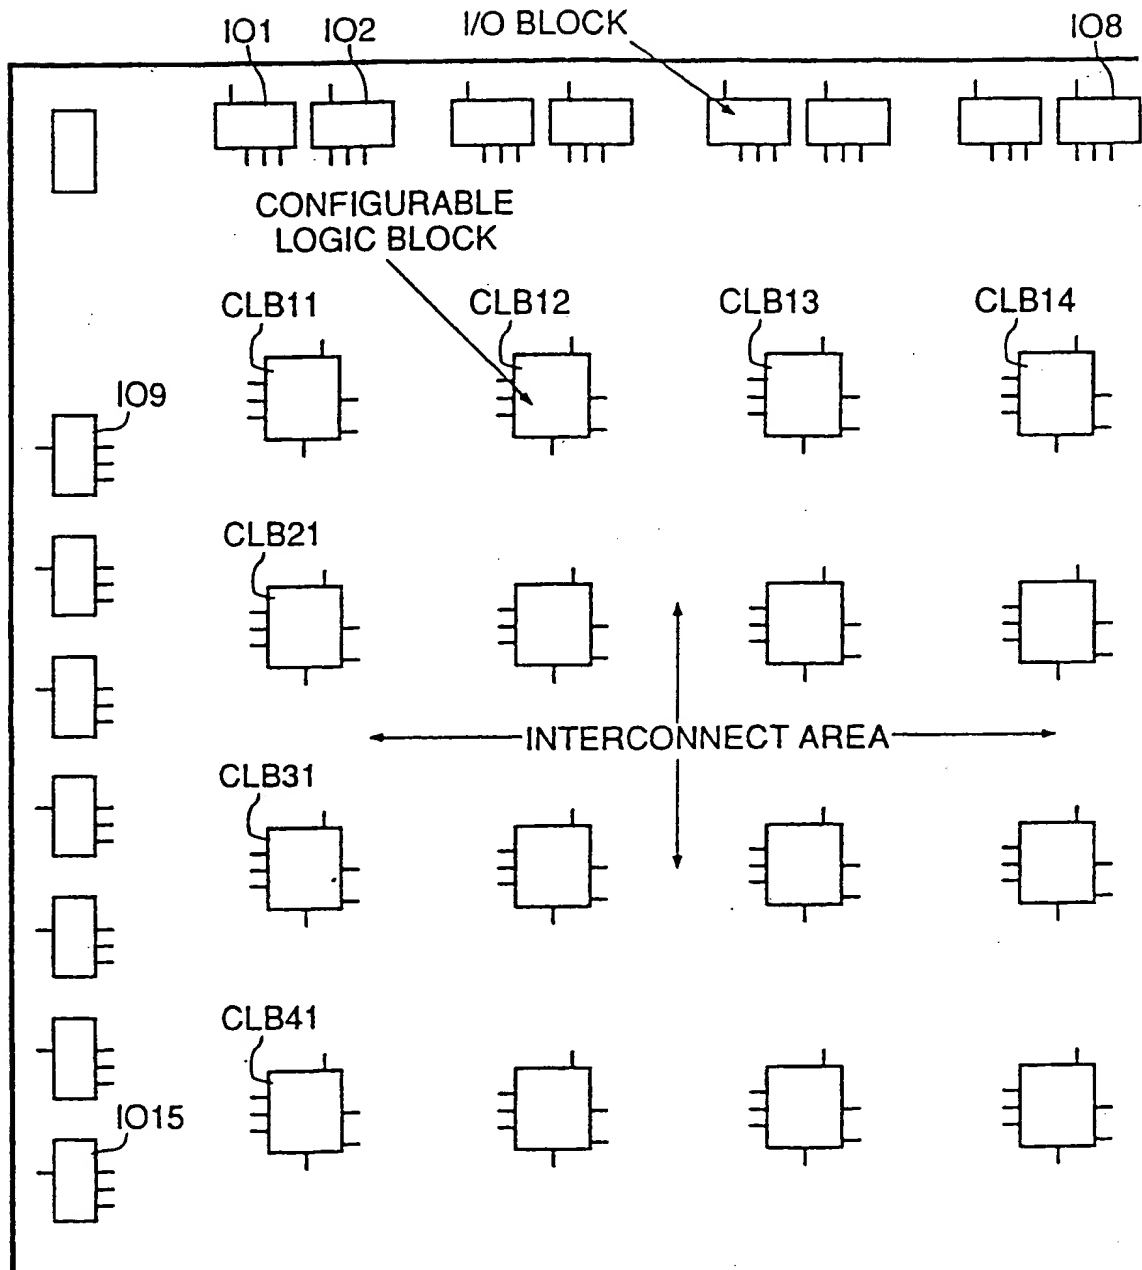 IO1
IO2
I/O BLOCK
IO8
CONFIGURABLE
LOGIC BLOCK
CLB11
CLB12
CLB13
CLB14
IO9
CLB21
INTERCONNECT AREA
CLB31
CLB41
IO15